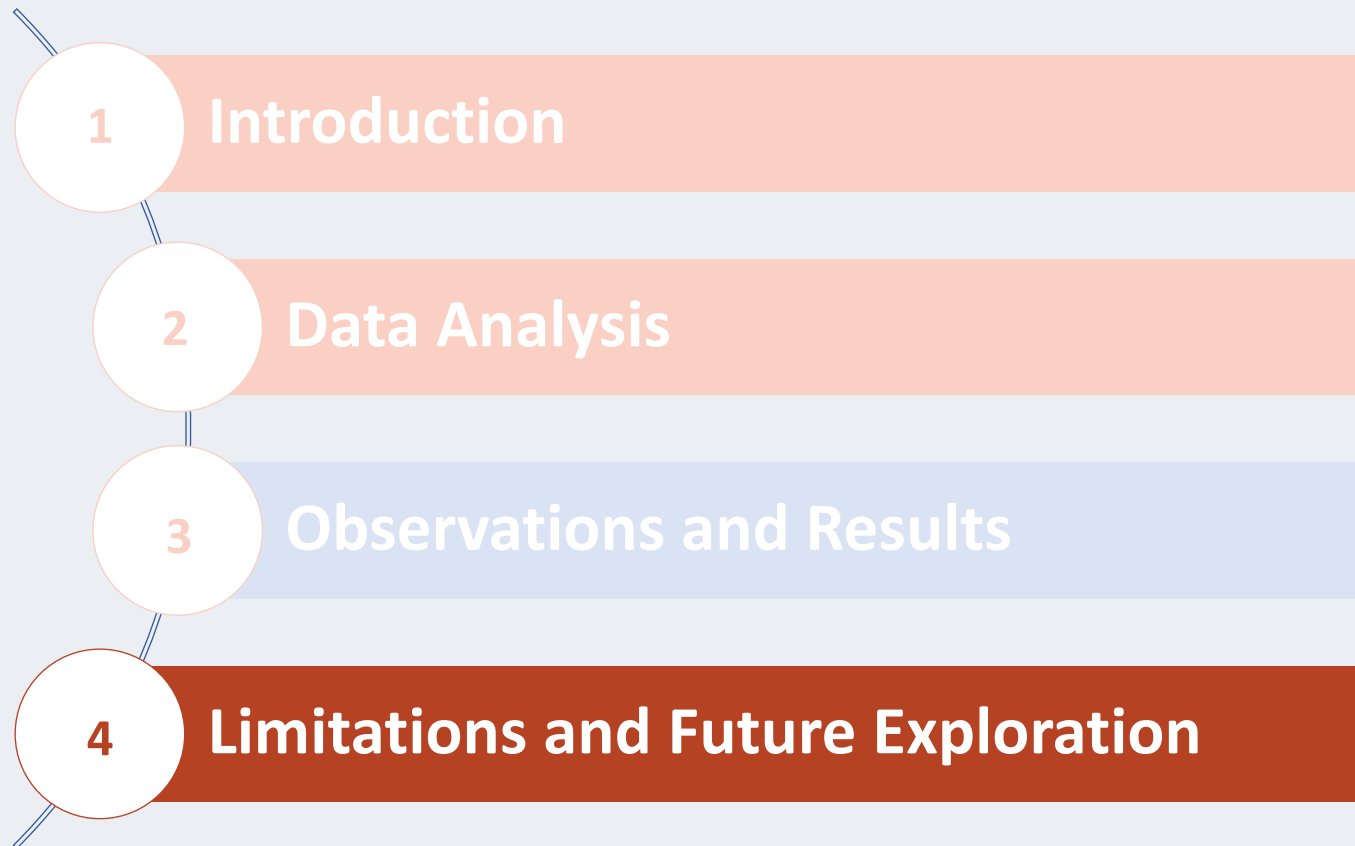 1 Introduction
2 Data Analysis
3 Observations and Results
4 Limitations and Future Exploration